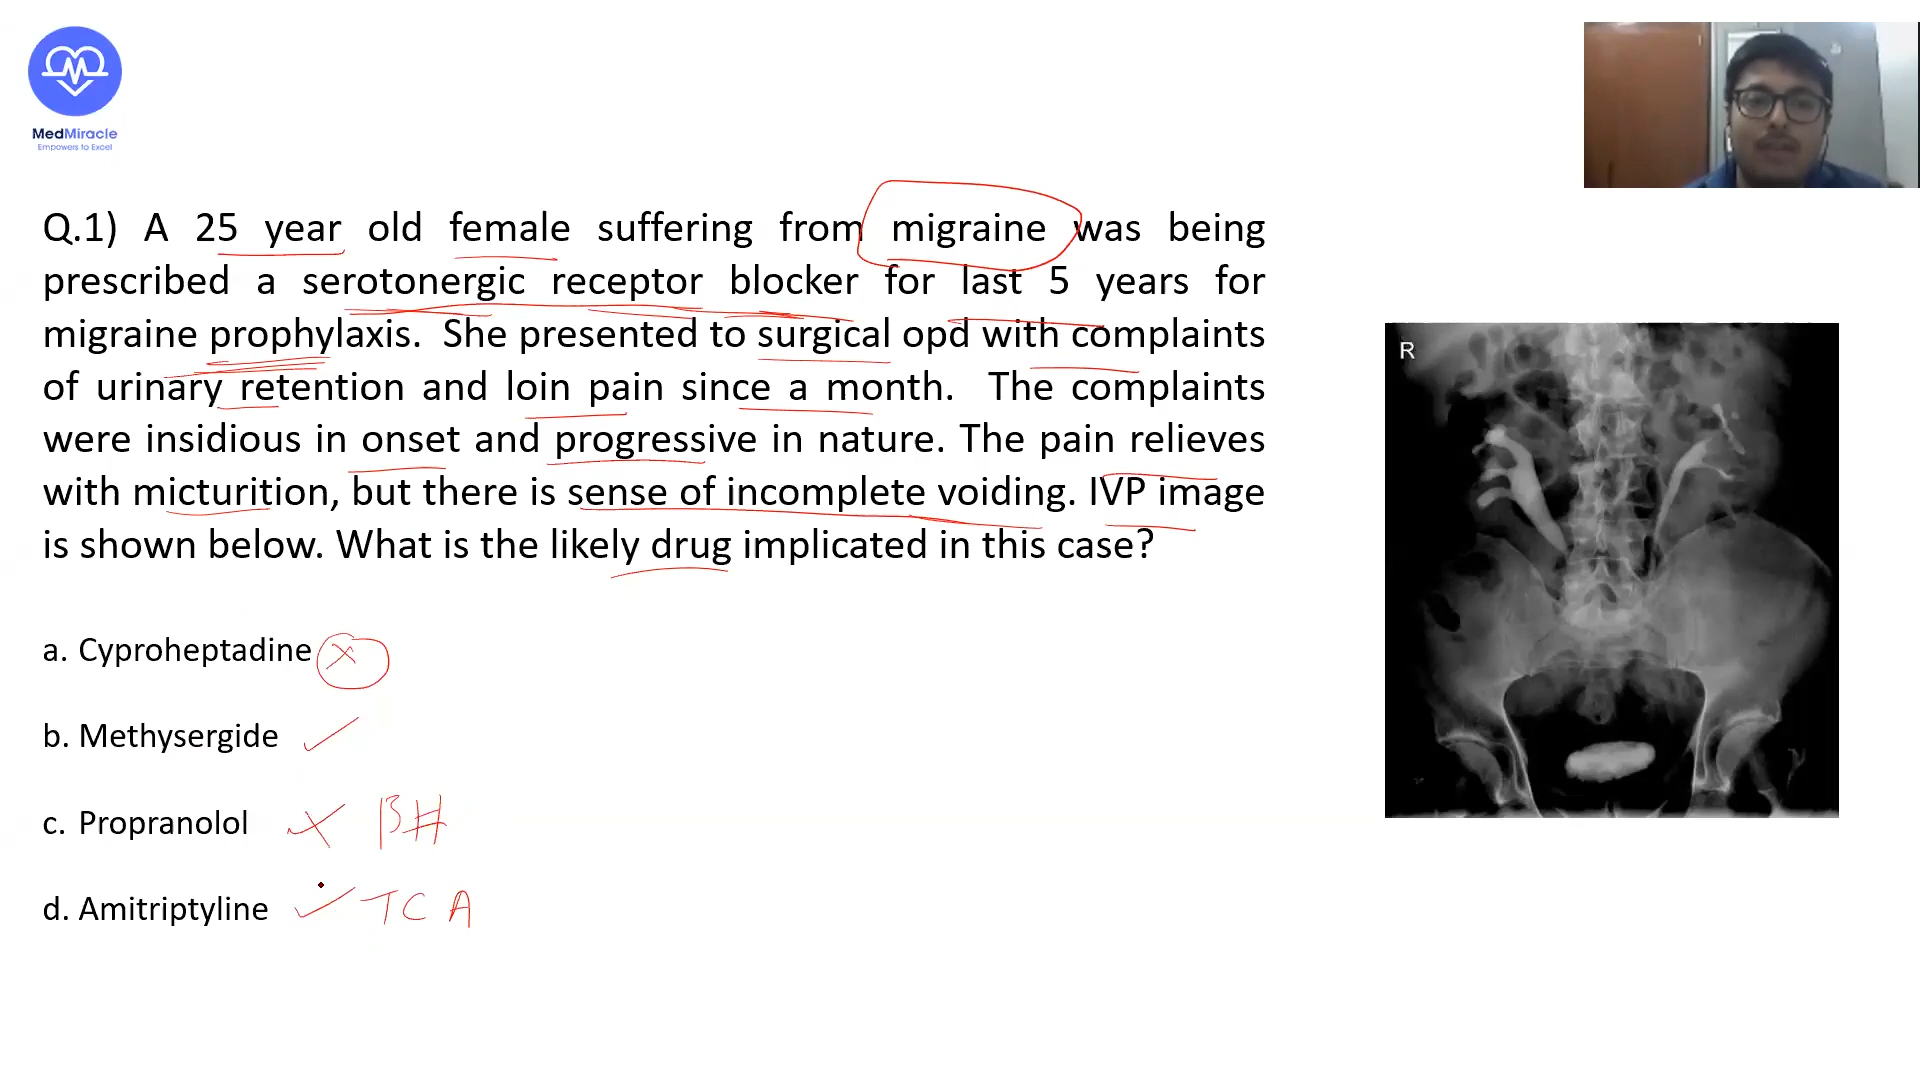 MedMiracle
Empowers to Excel
Q.1) A 25 year old female suffering from migraine was being
prescribed a serotonergic receptor blocker for last 5 years for
migraine prophylaxis. She presented to surgical opd with complaints
of urinary retention and loin pain since a month. The complaints
were insidious in onset and progressive in nature. The pain relieves
with micturition, but there is sense of incomplete voiding. IVP image
is shown below. What is the likely drug implicated in this case?
R
a. Cyproheptadine
b. Methysergide
c. Propranolol
d. Amitriptyline TCA